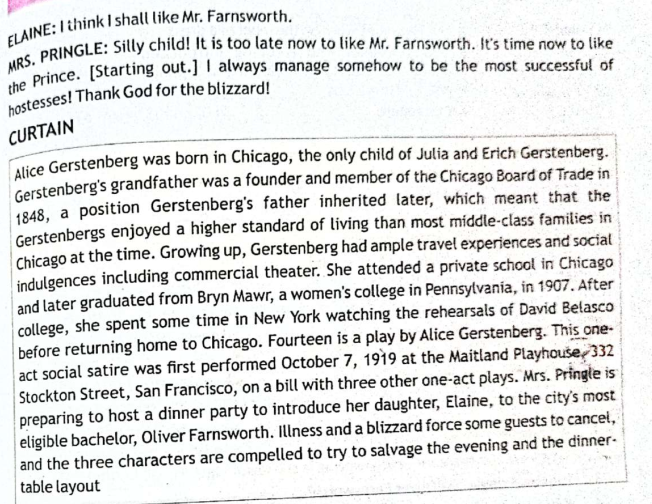 ELAINE: I think I shall like Mr. Farnsworth.
MRS. PRINGLE: Silly child! It is too late now to like Mr. Farnsworth. It's time now to like
the Prince. [Starting out.] I always manage somehow to be the most successful of
hostesses! Thank God for the blizzard!
CURTAIN
Alice Gerstenberg was born in Chicago, the only child of Julia and Erich Gerstenberg.
Gerstenberg's grandfather was a founder and member of the Chicago Board of Trade in
1848, a position Gerstenberg's father inherited later, which meant that the
Gerstenbergs enjoyed a higher standard of living than most middle-class families in
Chicago at the time. Growing up, Gerstenberg had ample travel experiences and social
indulgences including commercial theater. She attended a private school in Chicago
and later graduated from Bryn Mawr, a women's college in Pennsylvania, in 1907. After
college, she spent some time in New York watching the rehearsals of David Belasco
before returning home to Chicago. Fourteen is a play by Alice Gerstenberg. This one-
act social satire was first performed October 7, 1919 at the Maitland Playhouse, 332
Stockton Street, San Francisco, on a bill with three other one-act plays. Mrs. Pringle is
preparing to host a dinner party to introduce her daughter, Elaine, to the city's most
eligible bachelor, Oliver Farnsworth. Illness and a blizzard force some guests to cancel,
and the three characters are compelled to try to salvage the evening and the dinner-
table layout